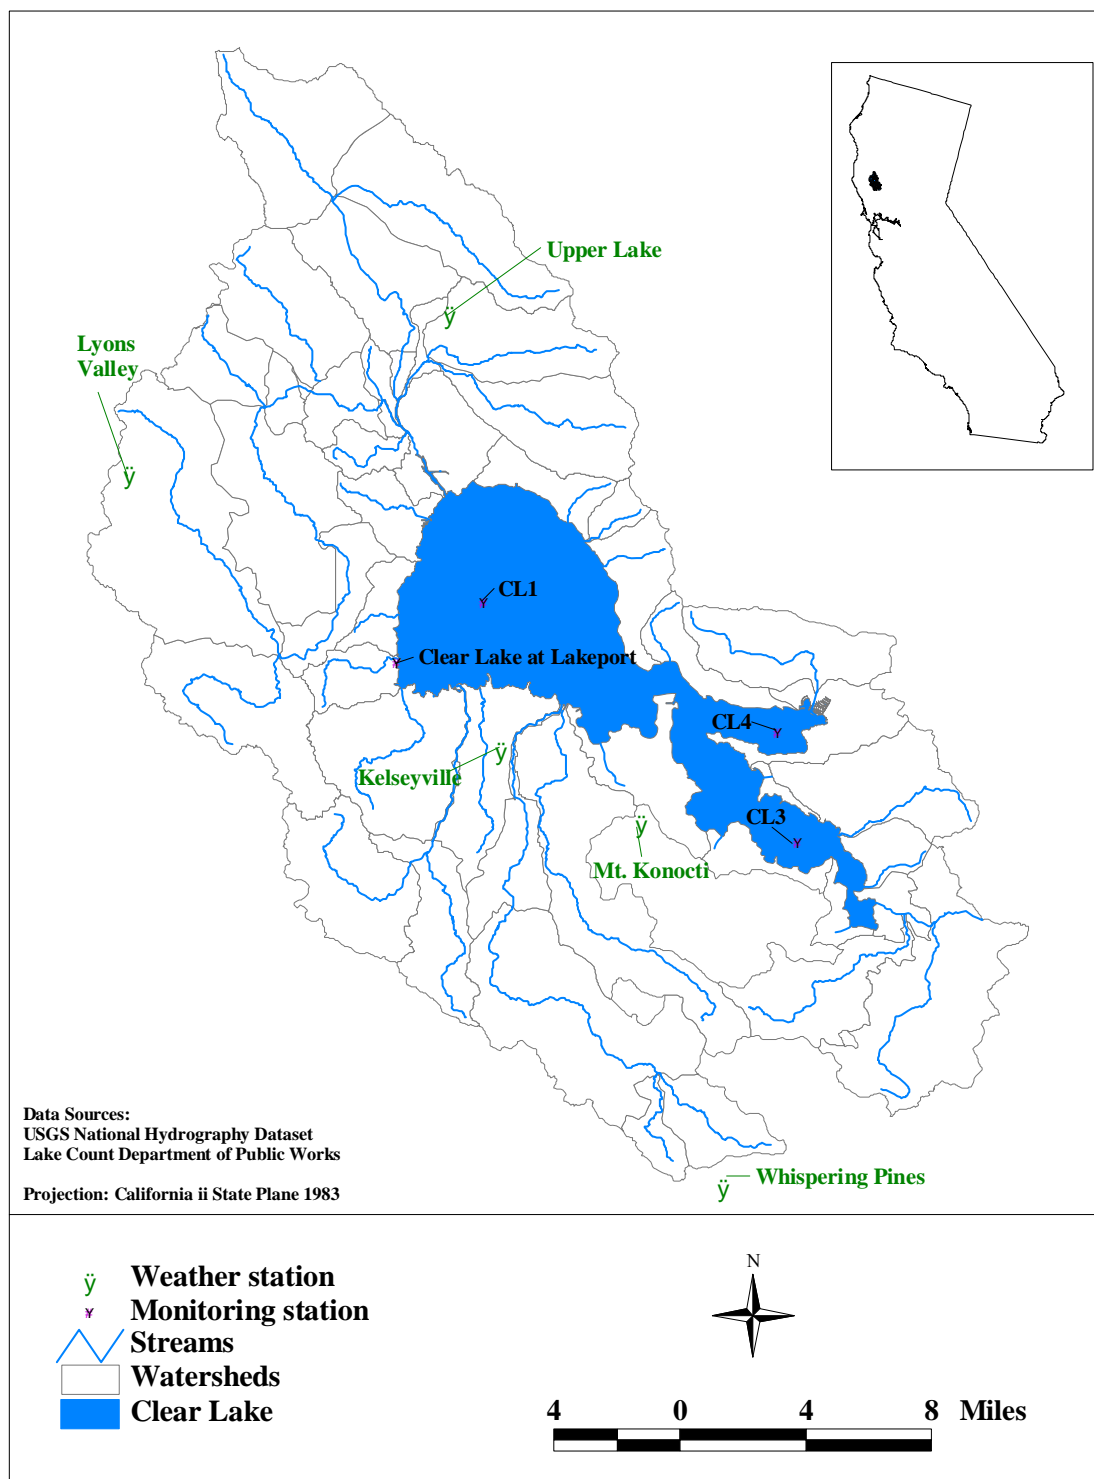 Upper Lake
Lyons
Valley
ÿ
ÿ
CL1
Clear Lake at Lakeport
CL4
Kelseyville
ÿ
CL3
ÿ
Mt. Konocti
Data Sources:
USGS National Hydrography Dataset
Lake Count Department of Public Works
Projection: California ii State Plane 1983
Whispering Pines
ÿ
N
ÿ Weather station
Monitoring station
Streams
Watersheds
Clear Lake
4 0 4 8 Miles